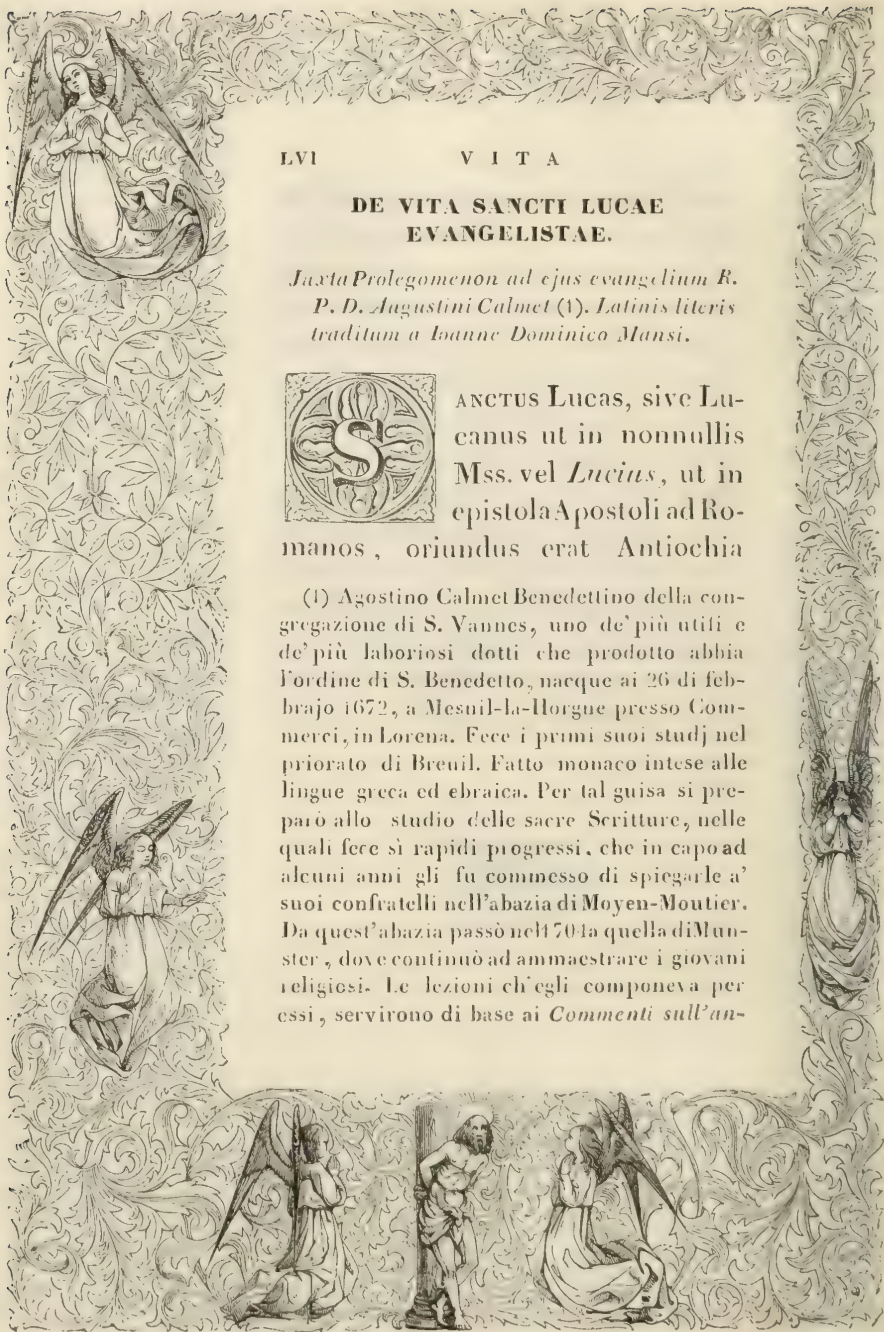 LVI VITA
DE VITA SANCTI LUCAE
EVANGELISTAE.
Juxta Prolegomenon ad ejus evangelium R.
P. D. Augustini Calmet (1). Latinis literis
traditum a Ioanne Dominico Mansi.
SANCTUS Lucas, sive Lu-
canus ut in nonnullis
Mss. vel Lucius, ut in
epistola Apostoli ad Ro-
manos, oriundus erat Antiochia
(1) Agostino Calmet Benedettino della con-
gregazione di S. Vannes, uno de' più utili e
de' più laboriosi dotti che prodotto abbia
l'ordine di S. Benedetto, nacque ai 26 di feb-
brajo 1672, a Mesnil-la-Horgne presso Com-
merci, in Lorena. Fece i primi suoi studj nel
priorato di Breuil. Fatto monaco intese alle
lingue greca ed ebraica. Per tal guisa si pre-
parò allo studio delle sacre Scritture, nelle
quali fece sì rapidi progressi, che in capo ad
alcuni anni gli fu commesso di spiegarle a'
suoi confratelli nell'abazia di Moyen-Moutier.
Da quest'abazia passò nel 1704 a quella di Mun-
ster, dove continuò ad ammaestrare i giovani
religiosi. Le lezioni ch'egli componeva per
essi, servirono di base ai Commenti sull'an-